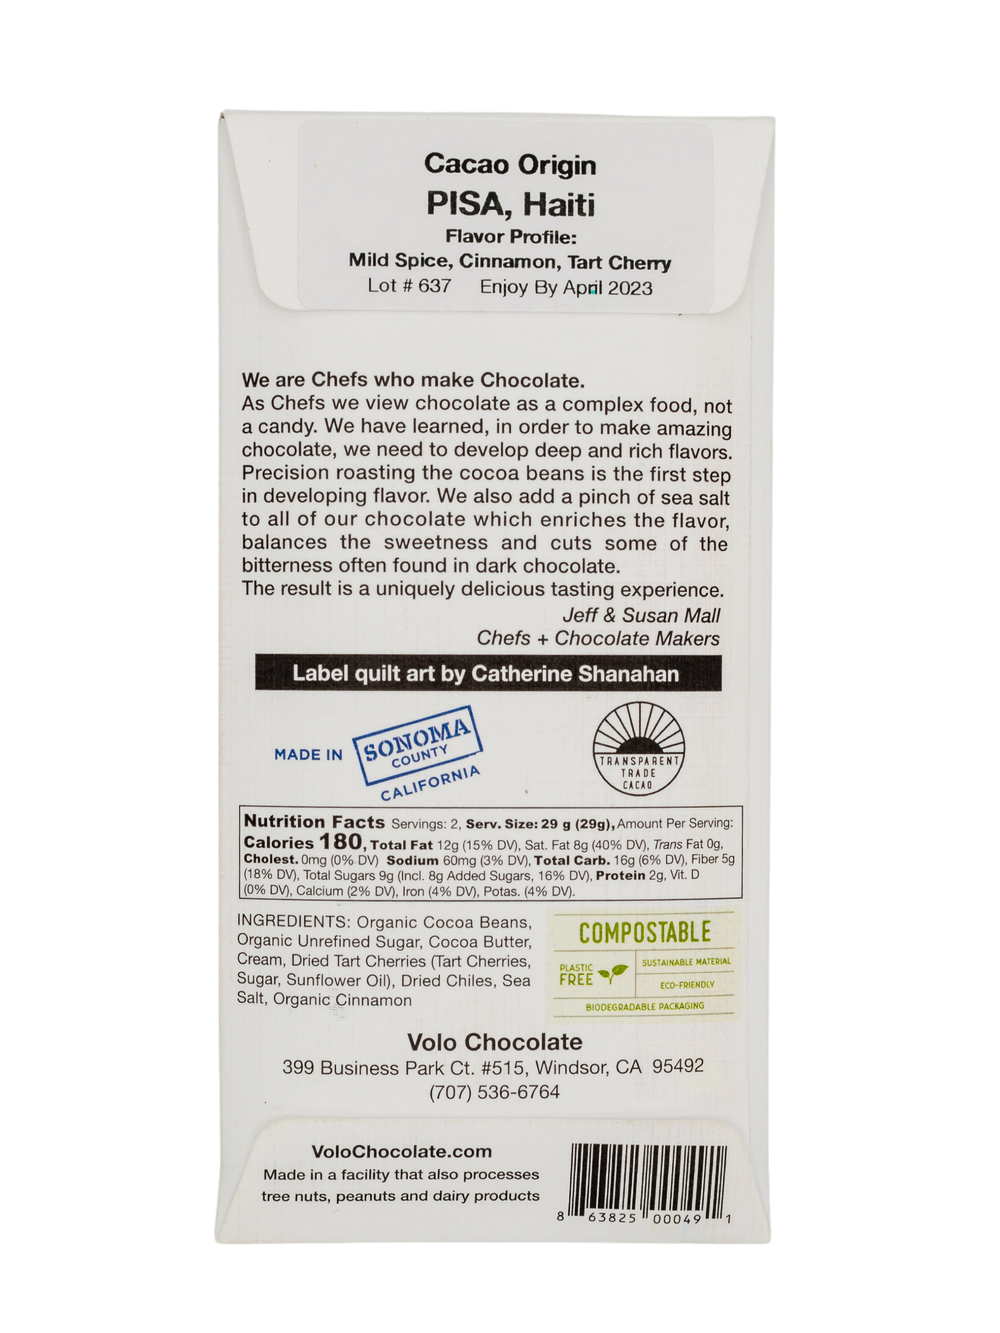 Cacao Origin
PISA, Haiti
Flavor Profile:
Mild Spice, Cinnamon, Tart Cherry
Lot # 637 Enjoy By April 2023
We are Chefs who make Chocolate.
As Chefs we view chocolate as a complex food, not
a candy. We have learned, in order to make amazing
chocolate, we need to develop deep and rich flavors.
Precision roasting the cocoa beans is the first step
in developing flavor. We also add a pinch of sea salt
to all of our chocolate which enriches the flavor,
balances the sweetness and cuts some of the
bitterness often found in dark chocolate.
The result is a uniquely delicious tasting experience.
Jeff & Susan Mall
Chefs + Chocolate Makers
Label quilt art by Catherine Shanahan
MADE IN
SONOMA
COUNTY
CALIFORNIA
TRANSPARENT
TRADE
CACAO
Nutrition Facts Servings: 2, Serv. Size: 29 g (29g), Amount Per Serving:
Calories 180, Total Fat 12g (15% DV), Sat. Fat 8g (40% DV), Trans Fat 0g,
Cholest. 0mg (0% DV) Sodium 60mg (3% DV), Total Carb. 16g (6% DV), Fiber 5g
(18% DV), Total Sugars 9g (Incl. 8g Added Sugars, 16% DV), Protein 2g, Vit. D
(0% DV), Calcium (2% DV), Iron (4% DV), Potas. (4% DV).
INGREDIENTS: Organic Cocoa Beans,
Organic Unrefined Sugar, Cocoa Butter,
Cream, Dried Tart Cherries (Tart Cherries,
Sugar, Sunflower Oil), Dried Chiles, Sea
Salt, Organic Cinnamon
COMPOSTABLE
PLASTIC
FREE
SUSTAINABLE MATERIAL
ECO-FRIENDLY
BIODEGRADABLE PACKAGING
Volo Chocolate
399 Business Park Ct. #515, Windsor, CA 95492
(707) 536-6764
VoloChocolate.com
Made in a facility that also processes
tree nuts, peanuts and dairy products
8 63825 00049 1